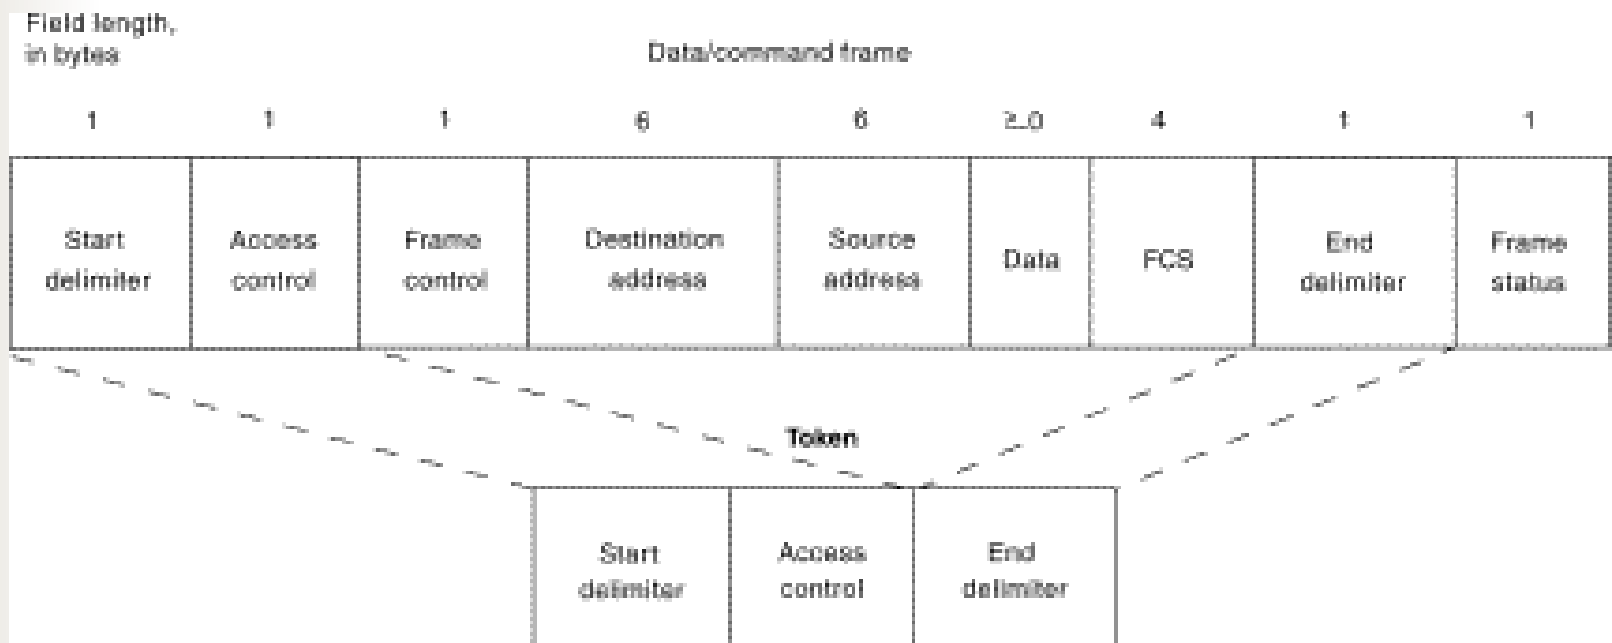 Field length,
in bytes
Data/command frame
1 1 1 6 6 ≥0 4 1 1
Start
delimiter
Access
control
Frame
control
Destination
address
Source
address
Data
FCS
End
delimiter
Frame
status
Token
Start
delimiter
Access
control
End
delimiter